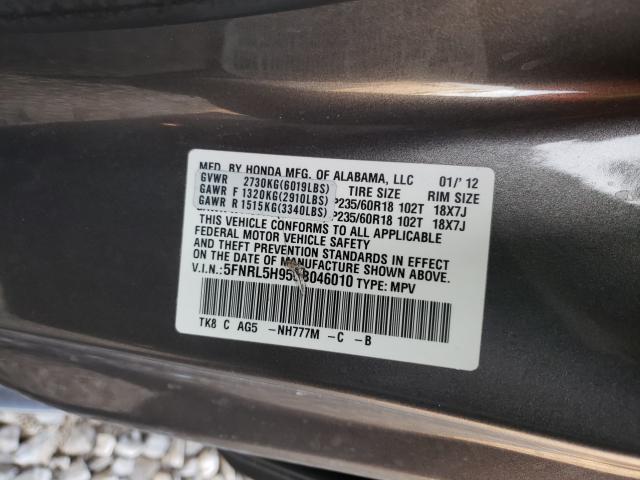 MFD. BY HONDA MFG. OF ALABAMA, LLC 01/'12
GVWR 2730KG(6019LBS) TIRE SIZE RIM SIZE
GAWR F 1320KG(2910LBS) P235/60R18 102T 18X7J
GAWR R 1515KG(3340LBS) P235/60R18 102T 18X7J
THIS VEHICLE CONFORMS TO ALL APPLICABLE
FEDERAL MOTOR VEHICLE SAFETY
AND THEFT PREVENTION STANDARDS IN EFFECT
ON THE DATE OF MANUFACTURE SHOWN ABOVE.
V.I.N.: TYPE: MPV
TK8 C AG5 -NH777M -C -B